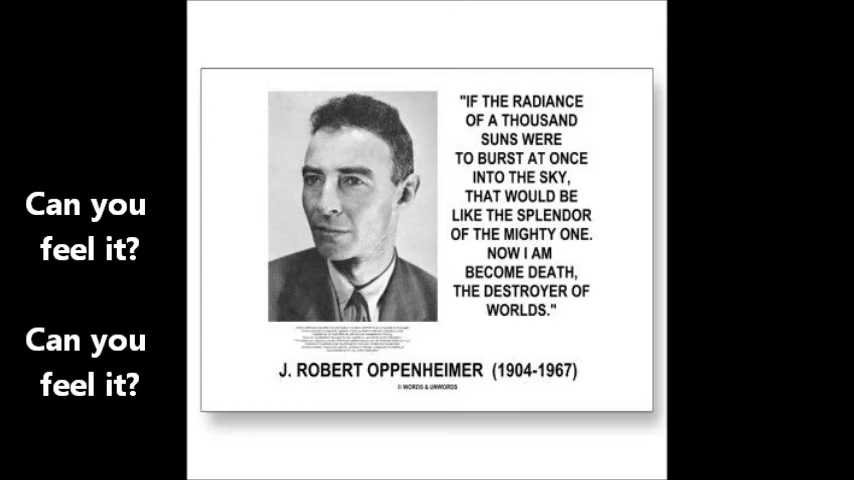 Can you
feel it?
Can you
feel it?
"IF THE RADIANCE
OF A THOUSAND
SUNS WERE
TO BURST AT ONCE
INTO THE SKY,
THAT WOULD BE
LIKE THE SPLENDOR
OF THE MIGHTY ONE.
NOW I AM
BECOME DEATH,
THE DESTROYER OF
WORLDS."
J. ROBERT OPPENHEIMER (1904-1967)
WORDS & UNWORDS